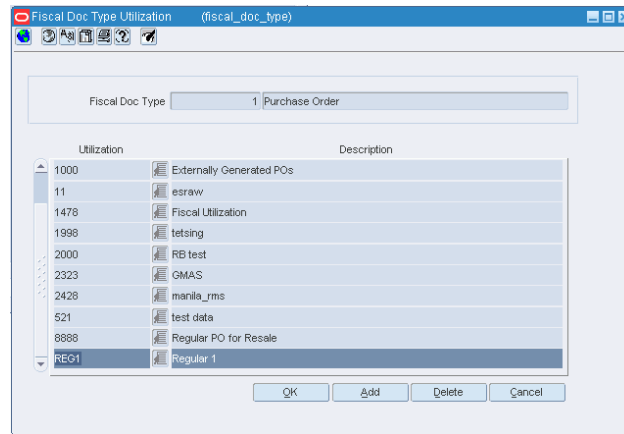 Fiscal Doc Type Utilization (fiscal_doc_type)
Fiscal Doc Type 1 Purchase Order
Utilization Description
1000 Externally Generated POs
11 esraw
1478 Fiscal Utilization
1998 tetsing
2000 RB test
2323 GMAS
2428 manila_rms
521 test data
8888 Regular PO for Resale
REG1 Regular 1
OK Add Delete Cancel